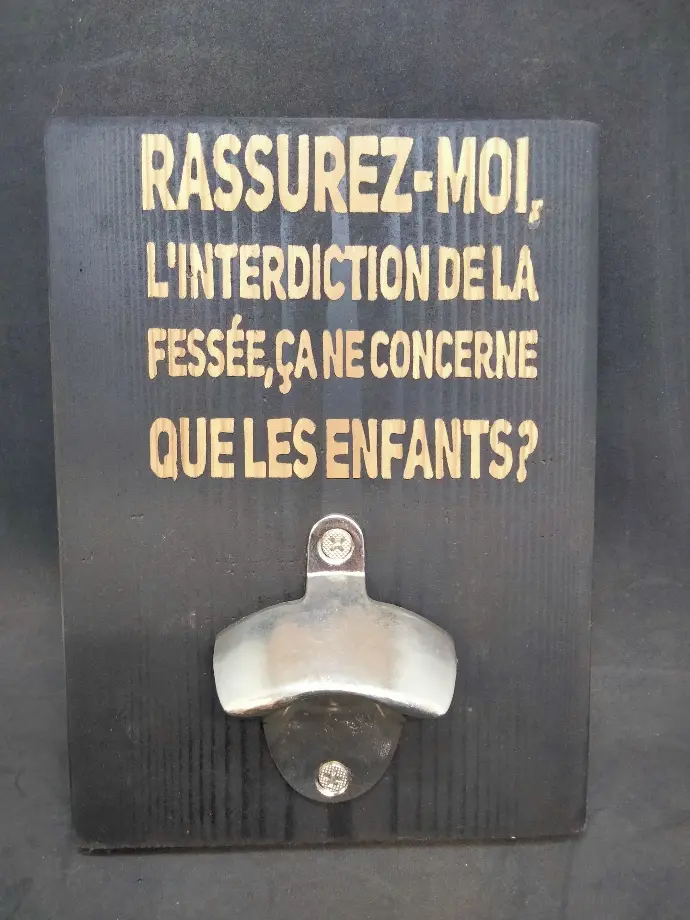 RASSUREZ-MOI,
L'INTERDICTION DE LA
FESSÉE,ÇA NE CONCERNE
QUE LES ENFANTS?